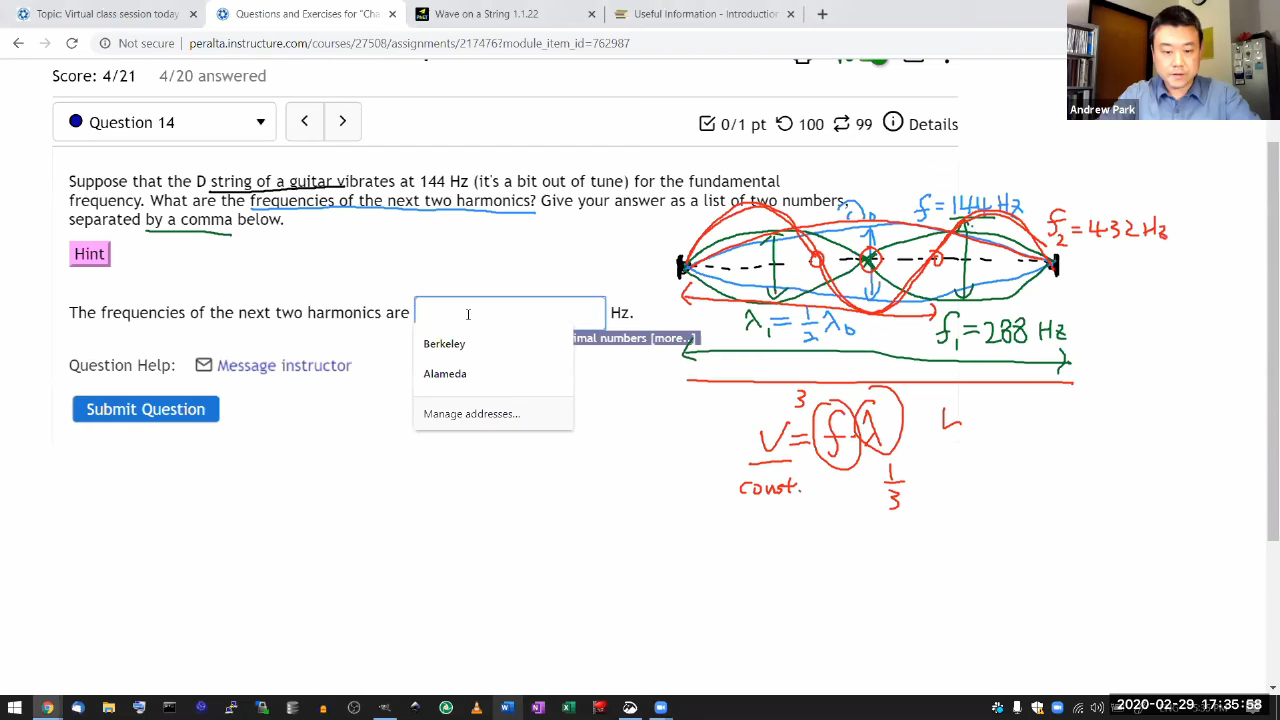 Topic: Virtual class session today
Questions and Exercises for "Cha
Wave on a String 1.1.22
Useful Information - Introduction
Not secure
peralta.instructure.com/courses/27508/assignments/217476?module_item_id=762987
Andrew Park
Score: 4/21
4/20 answered
Question 14
0/1 pt
100
99
Details
Suppose that the D string of a guitar vibrates at 144 Hz (it's a bit out of tune) for the fundamental
frequency. What are the frequencies of the next two harmonics? Give your answer as a list of two numbers,
separated by a comma below.
Hint
f = 144 Hz
f2 = 432 Hz
The frequencies of the next two harmonics are
Hz.
imal numbers [more..]
Berkeley
Alameda
Manage addresses...
Question Help:
Message instructor
Submit Question
λ1 = 1/2 λ0
f1 = 288 Hz
3
V = f · λ
const.
1/3
2020-02-29 17:35:58